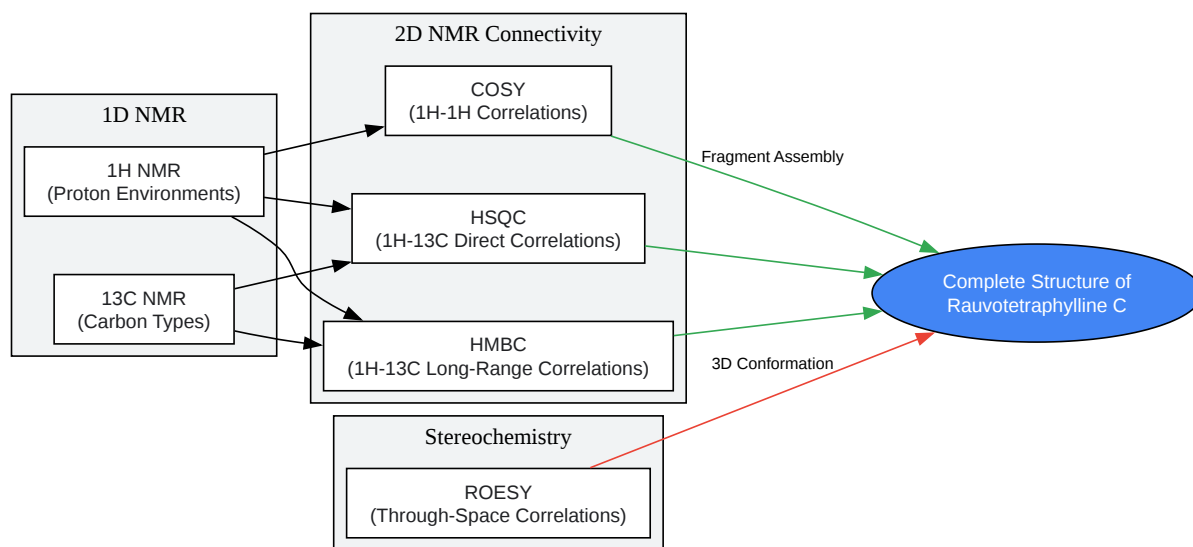 1D NMR
1H NMR
(Proton Environments)
13C NMR
(Carbon Types)
2D NMR Connectivity
COSY
(1H-1H Correlations)
HSQC
(1H-13C Direct Correlations)
HMBC
(1H-13C Long-Range Correlations)
Stereochemistry
ROESY
(Through-Space Correlations)
Fragment Assembly
3D Conformation
Complete Structure of
Rauvotetraphylline C